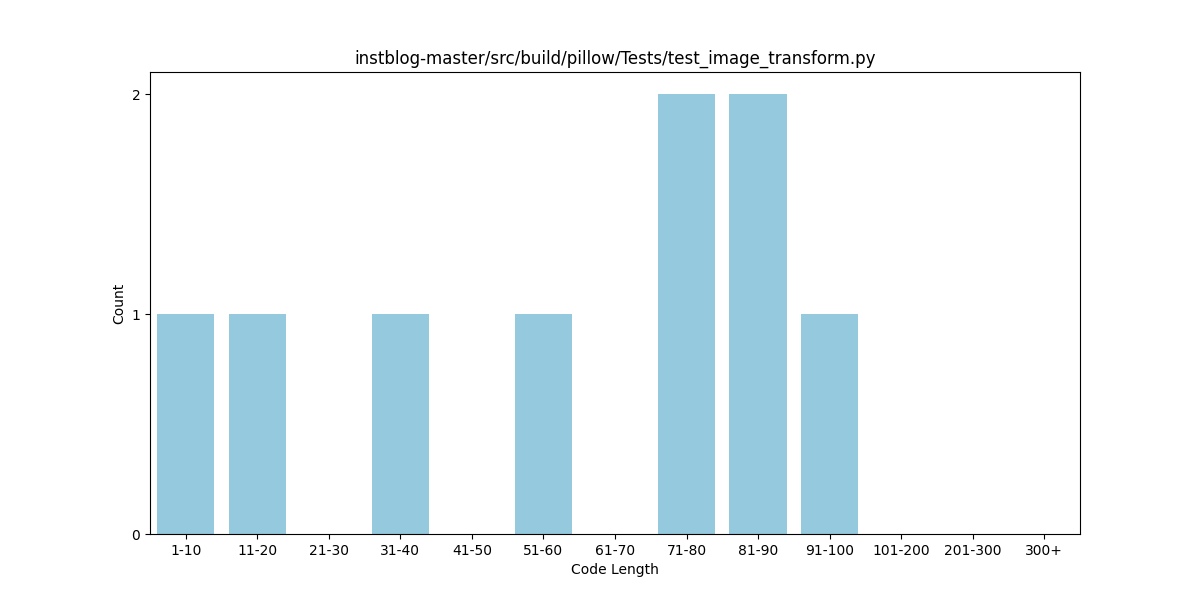 instblog-master/src/build/pillow/Tests/test_image_transform.py
2
1
0
Count
1-10 11-20 21-30 31-40 41-50 51-60 61-70 71-80 81-90 91-100 101-200 201-300 300+
Code Length